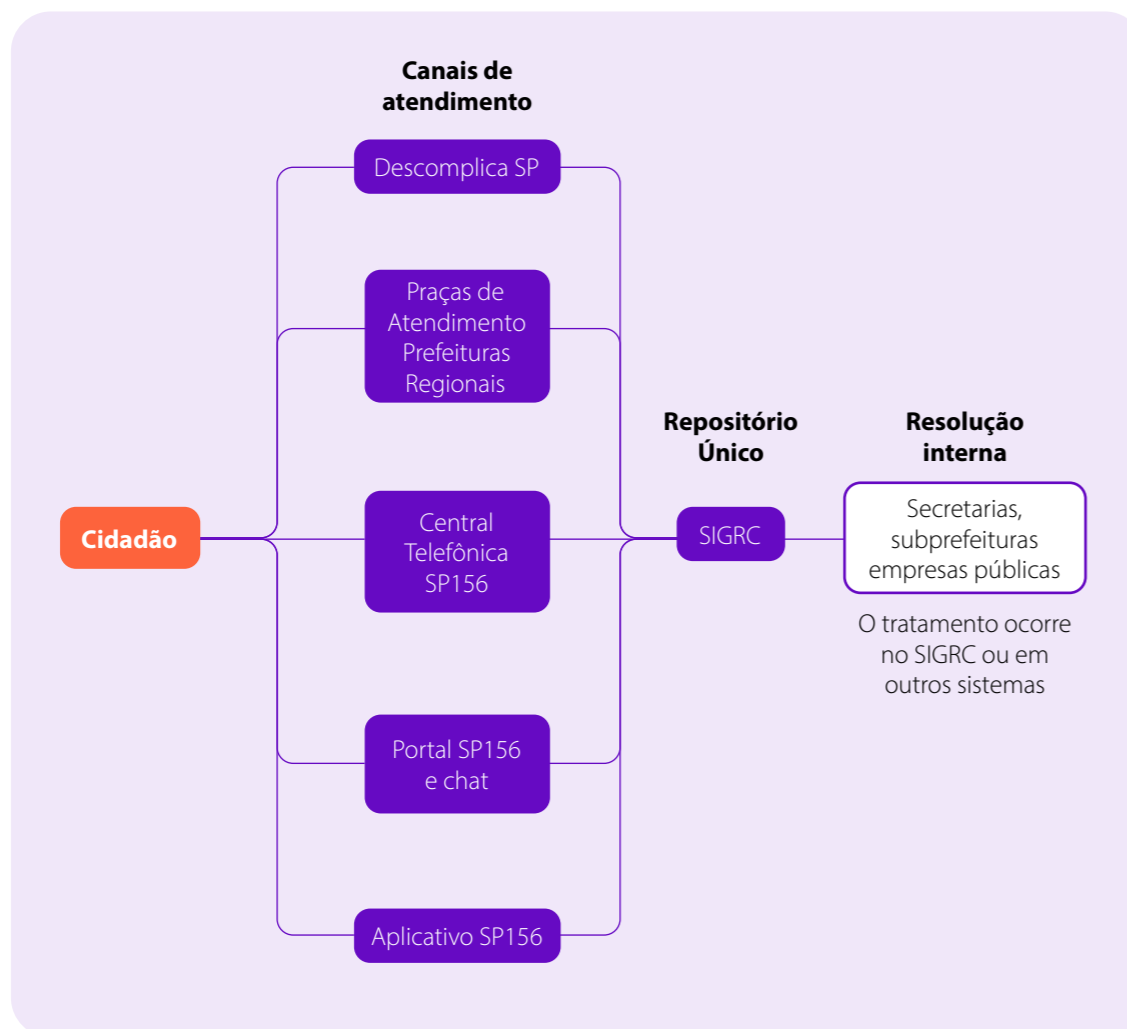 Canais de
atendimento
Descomplica SP
Praças de
Atendimento
Prefeituras
Regionais
Repositório
Único
Resolução
interna
Cidadão
Central
Telefônica
SP156
SIGRC
Secretarias,
subprefeituras
empresas públicas
O tratamento ocorre
no SIGRC ou em
outros sistemas
Portal SP156
e chat
Aplicativo SP156